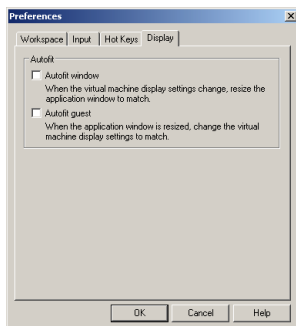 Preferences
Workspace Input Hot Keys Display
Autofit
Autofit window
When the virtual machine display settings change, resize the
application window to match.
Autofit guest
When the application window is resized, change the virtual
machine display settings to match.
OK Cancel Help